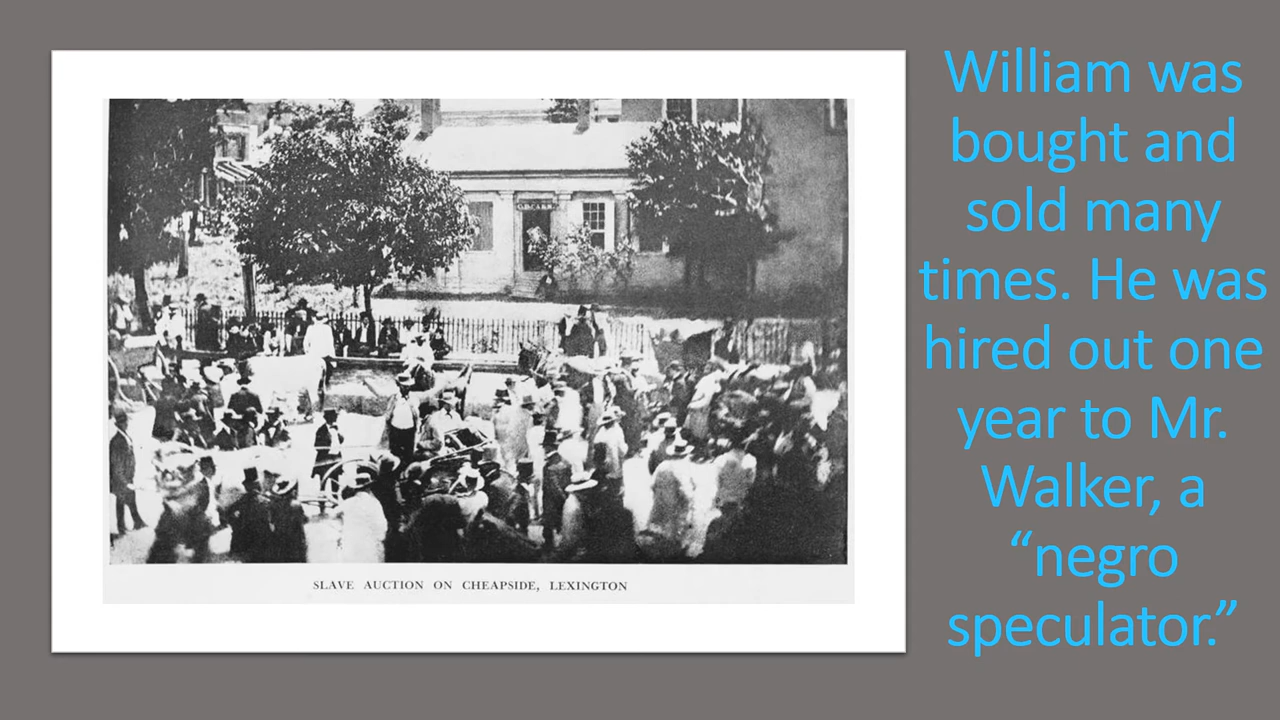 William was
bought and
sold many
times. He was
hired out one
year to Mr.
Walker, a
“negro
speculator.”
SLAVE AUCTION ON CHEAPSIDE, LEXINGTON